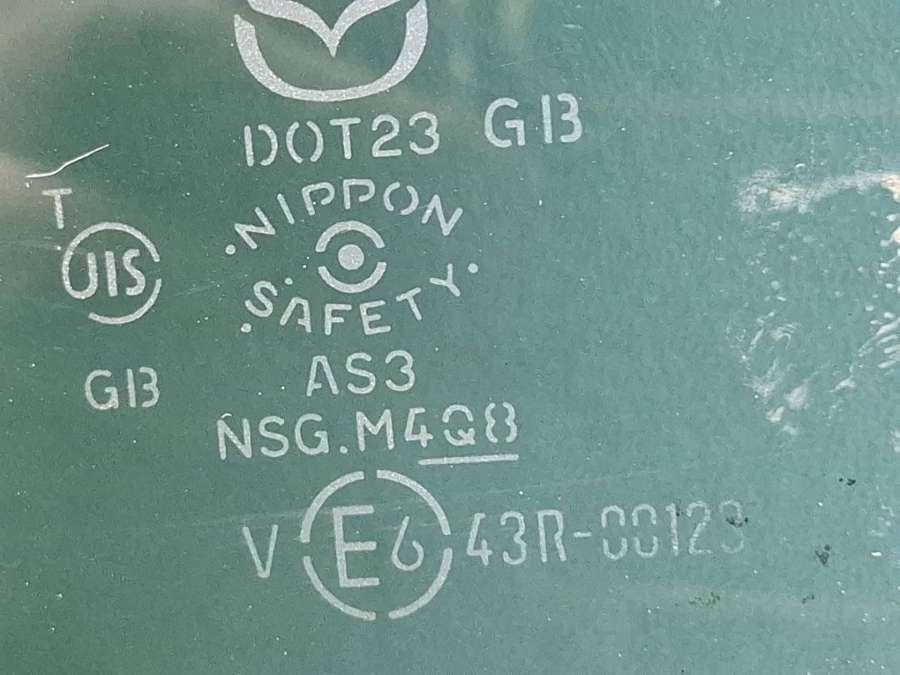 DOT23 GB
NIPPON
T
JIS
SAFETY
AS3
GB
NSG.M4Q8
V E6 43R-00123